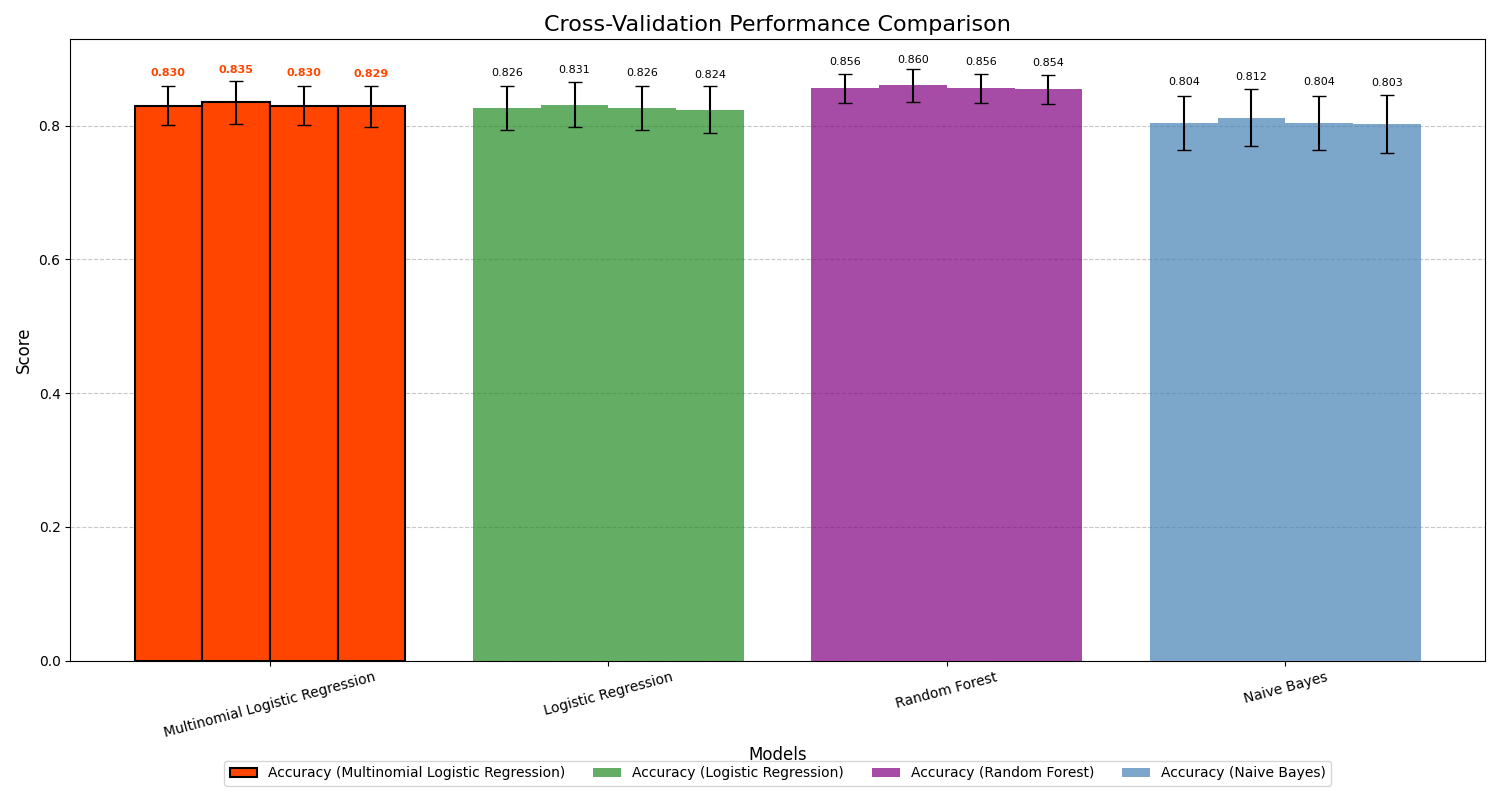 Cross-Validation Performance Comparison
0.830 0.835 0.830 0.829 0.826 0.831 0.826 0.824 0.856 0.860 0.856 0.854 0.804 0.812 0.804 0.803
Score
0.8
0.6
0.4
0.2
0.0
Multinomial Logistic Regression Logistic Regression Random Forest Naive Bayes
Models
Accuracy (Multinomial Logistic Regression) Accuracy (Logistic Regression) Accuracy (Random Forest) Accuracy (Naive Bayes)